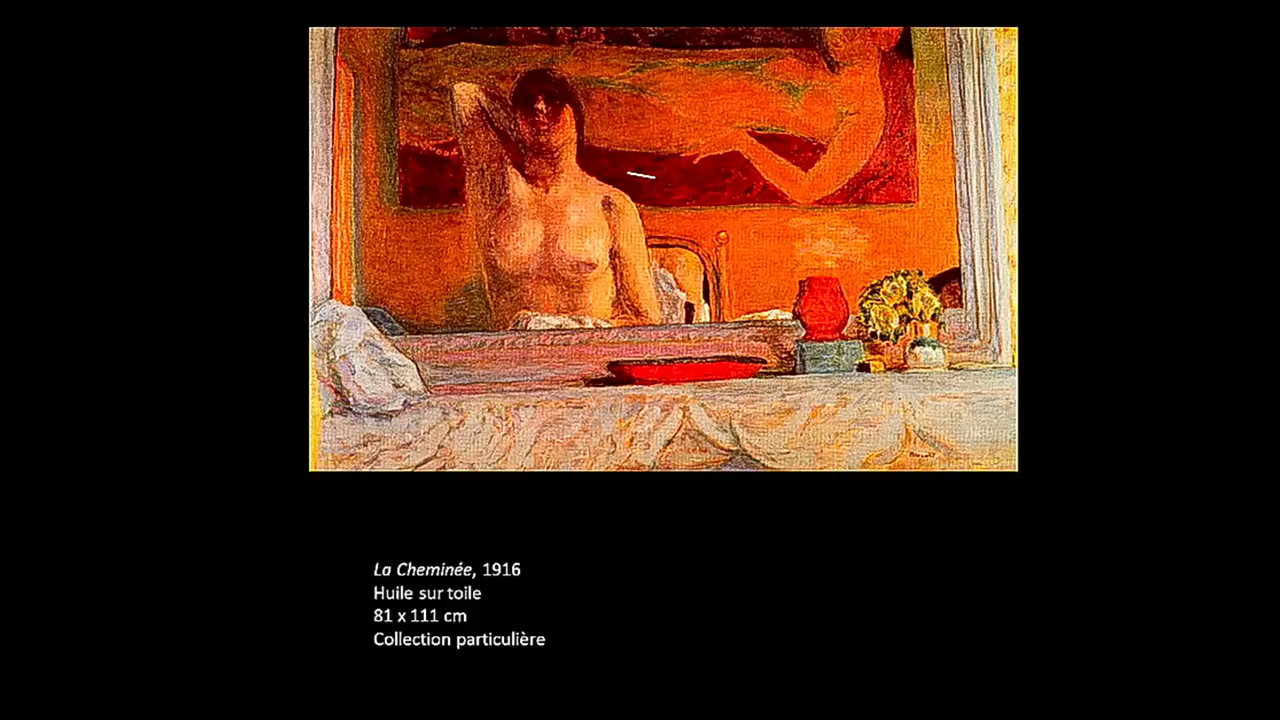 La Cheminée, 1916
Huile sur toile
81 x 111 cm
Collection particulière